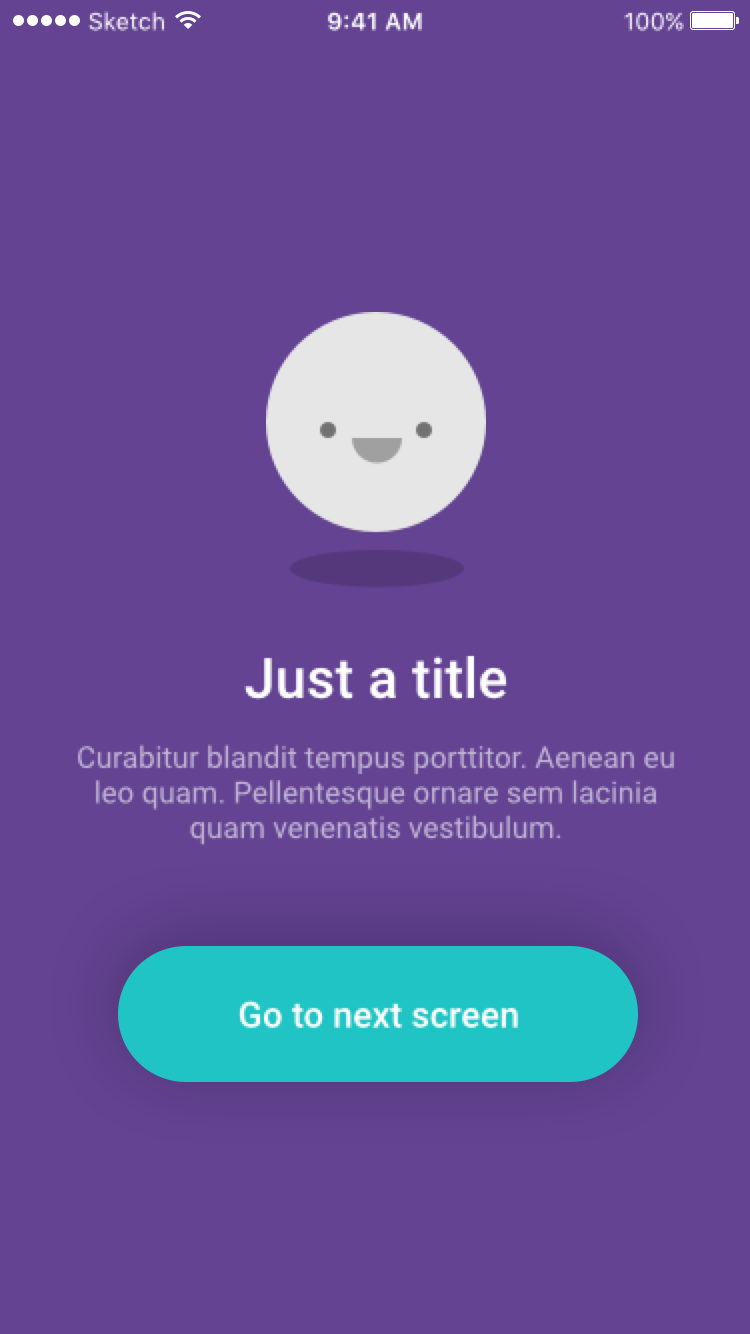 Sketch 9:41 AM 100%
Just a title
Curabitur blandit tempus porttitor. Aenean eu
leo quam. Pellentesque ornare sem lacinia
quam venenatis vestibulum.
Go to next screen